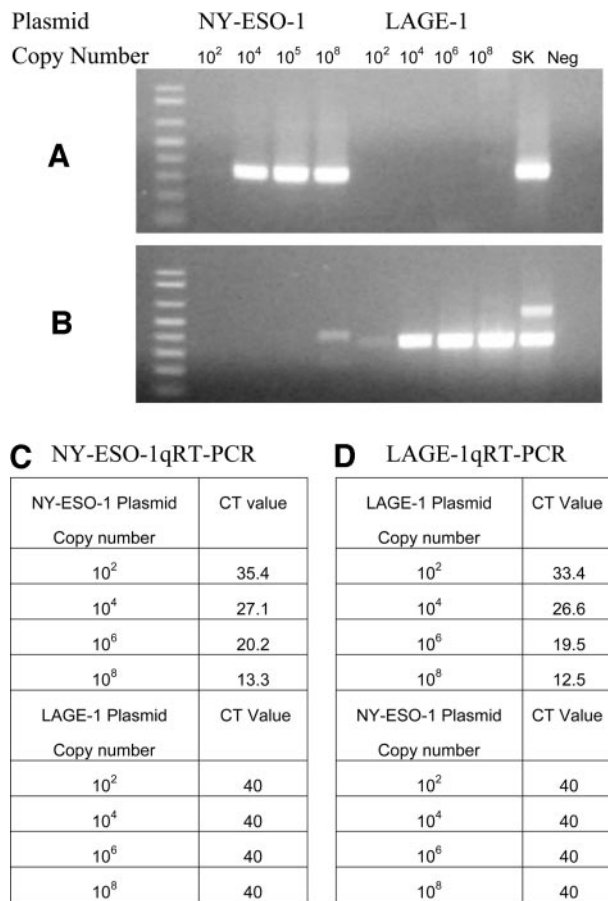 Plasmid NY-ESO-1 LAGE-1
Copy Number 10² 10⁴ 10⁵ 10⁸ 10² 10⁴ 10⁶ 10⁸ SK Neg
A
B
C NY-ESO-1qRT-PCR
NY-ESO-1 Plasmid Copy number CT value
10² 35.4
10⁴ 27.1
10⁶ 20.2
10⁸ 13.3
LAGE-1 Plasmid Copy number CT Value
10² 40
10⁴ 40
10⁶ 40
10⁸ 40
D LAGE-1qRT-PCR
LAGE-1 Plasmid Copy number CT Value
10² 33.4
10⁴ 26.6
10⁶ 19.5
10⁸ 12.5
NY-ESO-1 Plasmid Copy number CT Value
10² 40
10⁴ 40
10⁶ 40
10⁸ 40